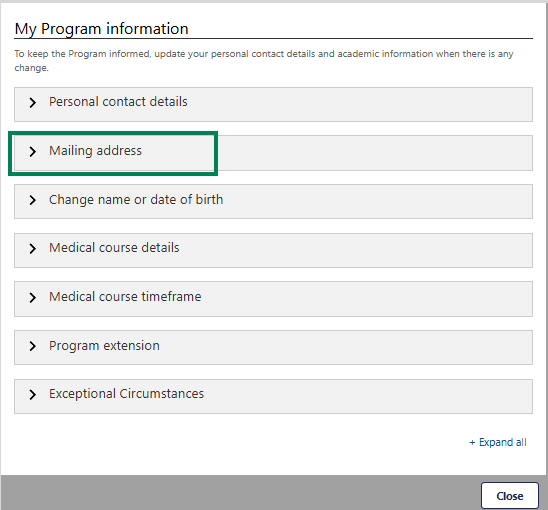 My Program information
To keep the Program informed, update your personal contact details and academic information when there is any
change.
Personal contact details
Mailing address
Change name or date of birth
Medical course details
Medical course timeframe
Program extension
Exceptional Circumstances
+ Expand all
Close